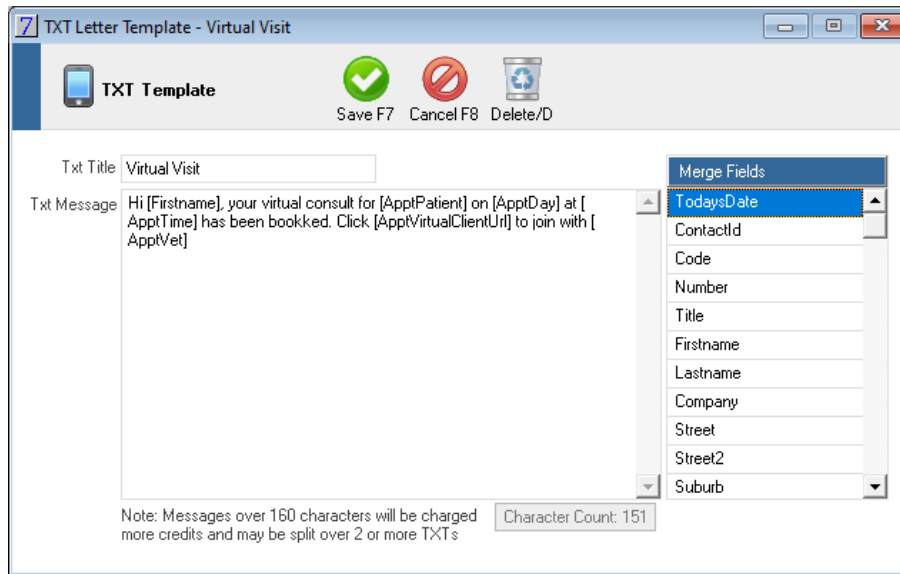 7 TXT Letter Template - Virtual Visit
TXT Template
Save F7 Cancel F8 Delete/D
Txt Title Virtual Visit
Txt Message Hi [Firstname], your virtual consult for [ApptPatient] on [ApptDay] at [
ApptTime] has been bookked. Click [ApptVirtualClientUrl] to join with [
ApptVet]
Merge Fields
TodaysDate
ContactId
Code
Number
Title
Firstname
Lastname
Company
Street
Street2
Suburb
Note: Messages over 160 characters will be charged
more credits and may be split over 2 or more TXTs
Character Count: 151